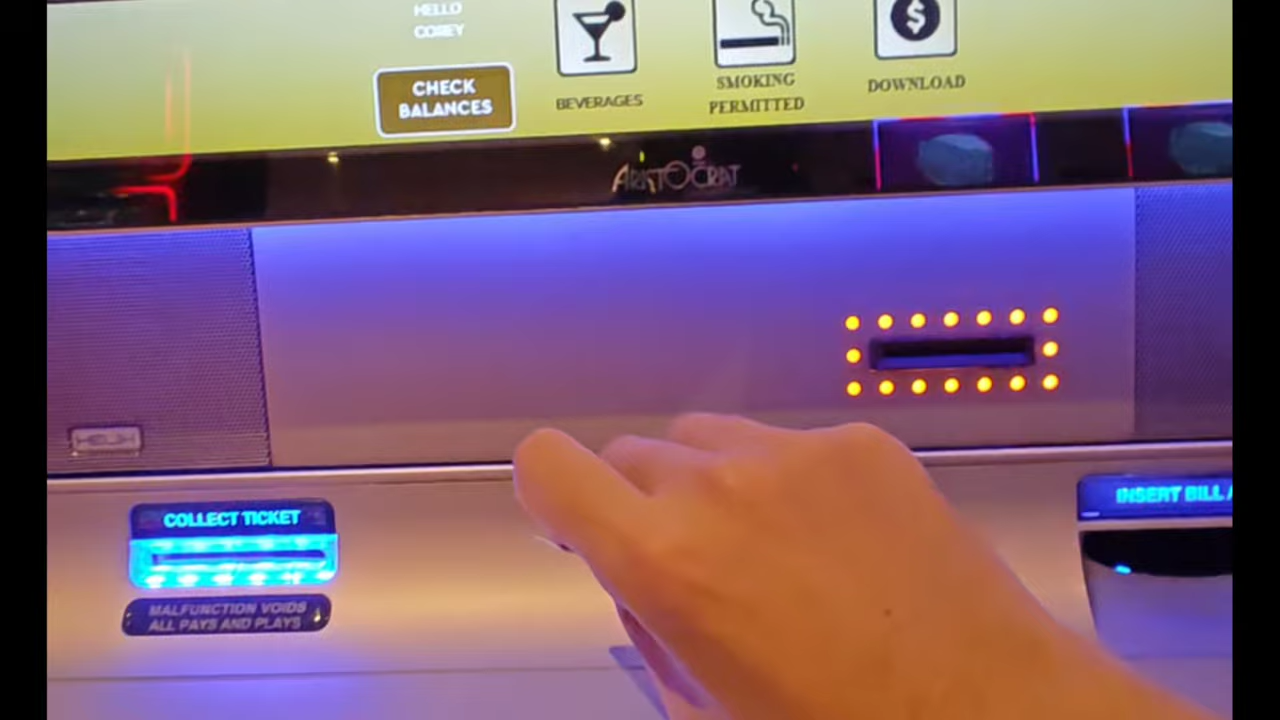 HELLO
COREY
CHECK
BALANCES
BEVERAGES
SMOKING
PERMITTED
DOWNLOAD
$
ARISTOCRAT
HELIX
COLLECT TICKET
MALFUNCTION VOIDS
ALL PAYS AND PLAYS
INSERT BILL